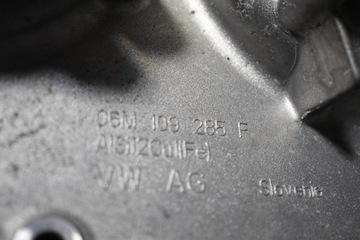 06M 109 285 F
AlSi12Cu1(Fe)
VW AG Slovenia